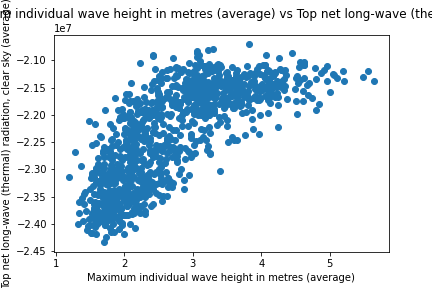 individual wave height in metres (average) vs Top net long-wave (the
1e7
−2.10
−2.15
−2.20
−2.25
−2.30
−2.35
−2.40
−2.45
Top net long-wave (thermal) radiation, clear sky (average)
1 2 3 4 5
Maximum individual wave height in metres (average)